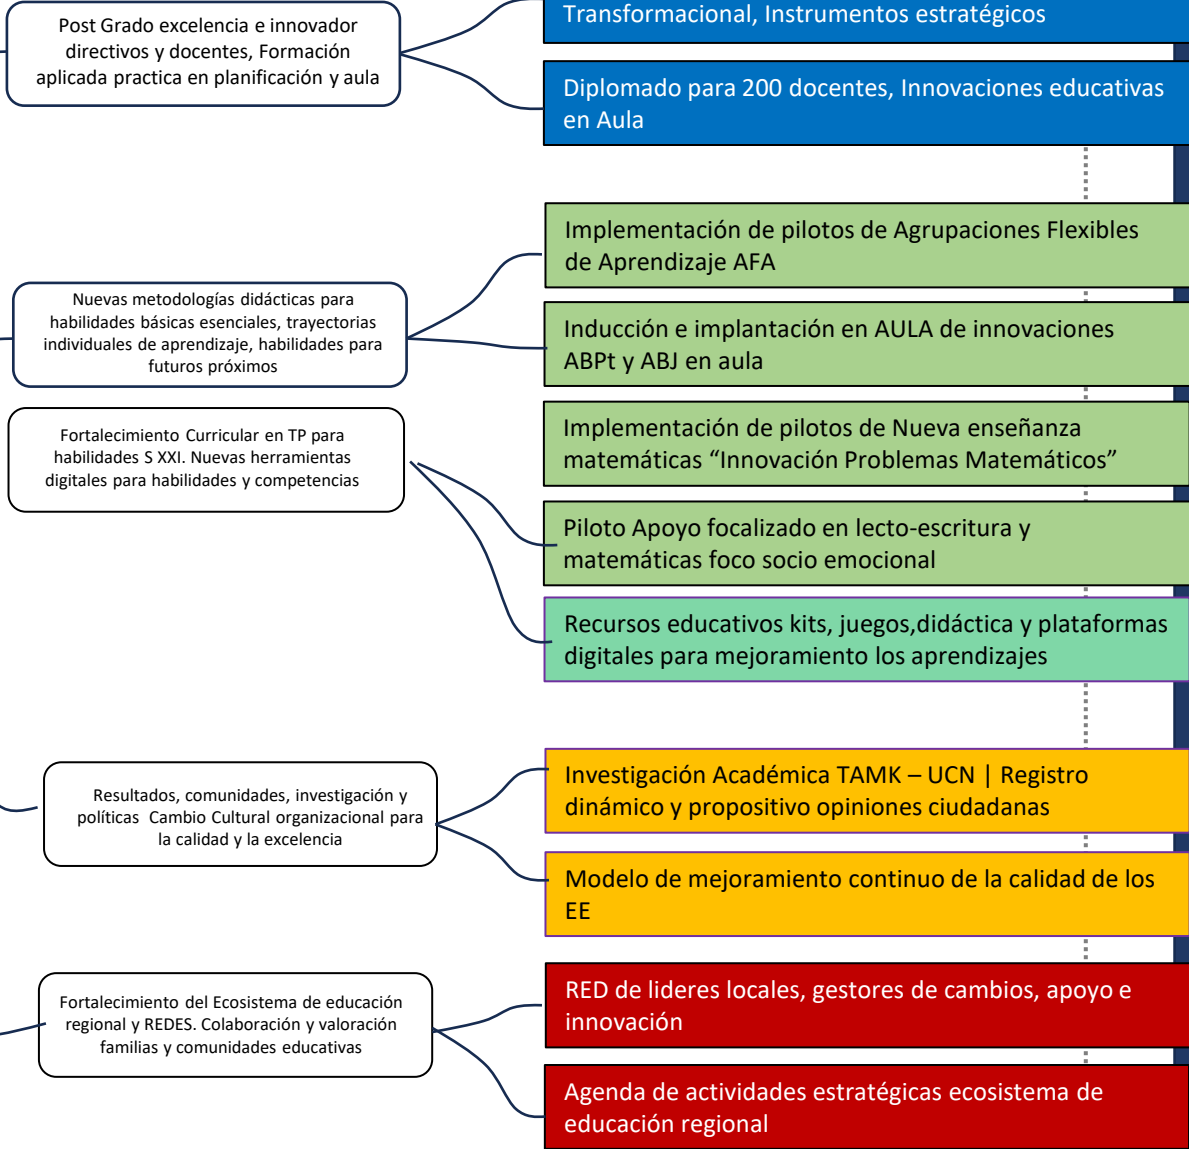 Post Grado excelencia e innovador
directivos y docentes, Formación
aplicada practica en planificación y aula
Transformacional, Instrumentos estratégicos
Diplomado para 200 docentes, Innovaciones educativas
en Aula
Nuevas metodologías didácticas para
habilidades básicas esenciales, trayectorias
individuales de aprendizaje, habilidades para
futuros próximos
Implementación de pilotos de Agrupaciones Flexibles
de Aprendizaje AFA
Inducción e implantación en AULA de innovaciones
ABPt y ABJ en aula
Fortalecimiento Curricular en TP para
habilidades S XXI. Nuevas herramientas
digitales para habilidades y competencias
Implementación de pilotos de Nueva enseñanza
matemáticas “Innovación Problemas Matemáticos”
Piloto Apoyo focalizado en lecto-escritura y
matemáticas foco socio emocional
Recursos educativos kits, juegos,didáctica y plataformas
digitales para mejoramiento los aprendizajes
Resultados, comunidades, investigación y
políticas Cambio Cultural organizacional para
la calidad y la excelencia
Investigación Académica TAMK – UCN | Registro
dinámico y propositivo opiniones ciudadanas
Modelo de mejoramiento continuo de la calidad de los
EE
Fortalecimiento del Ecosistema de educación
regional y REDES. Colaboración y valoración
familias y comunidades educativas
RED de lideres locales, gestores de cambios, apoyo e
innovación
Agenda de actividades estratégicas ecosistema de
educación regional